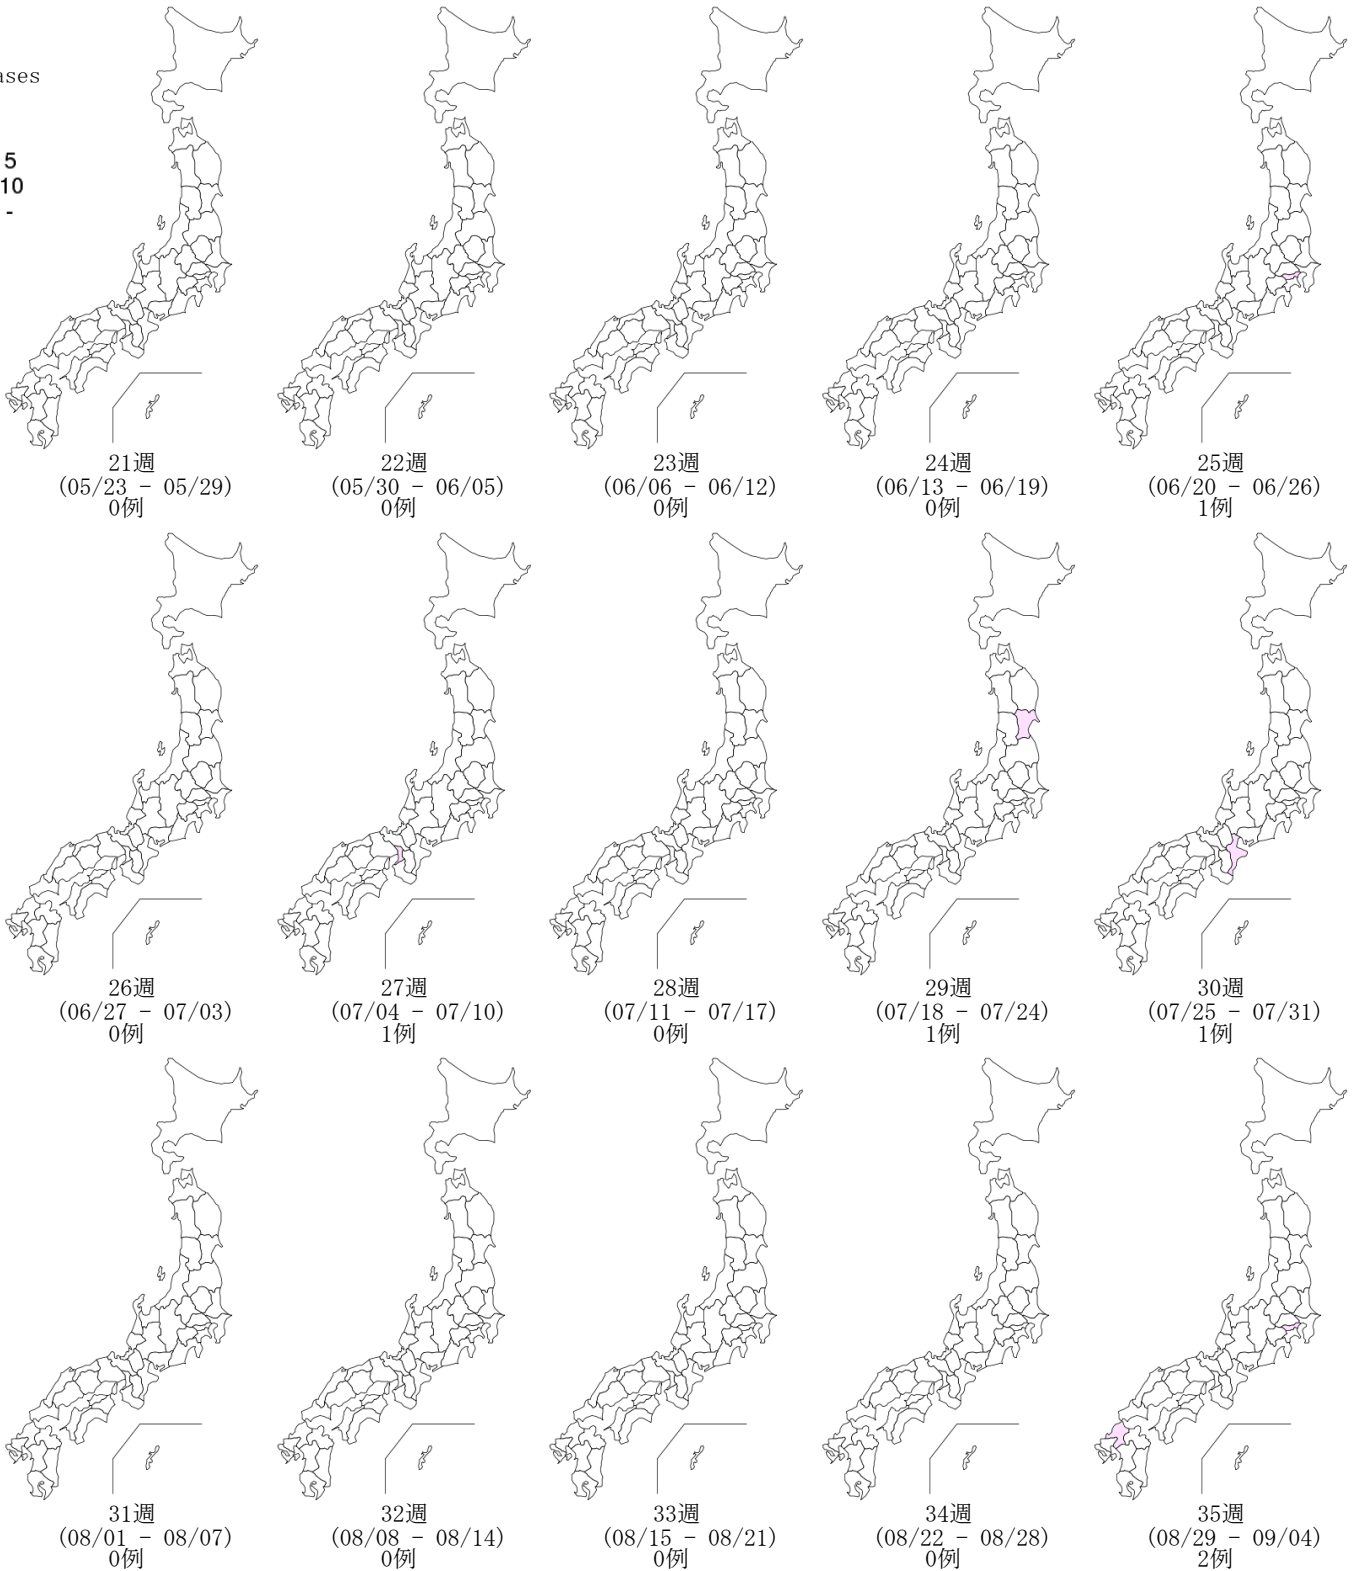 5
10
-
21週
(05/23 - 05/29)
0例
22週
(05/30 - 06/05)
0例
23週
(06/06 - 06/12)
0例
24週
(06/13 - 06/19)
0例
25週
(06/20 - 06/26)
1例
26週
(06/27 - 07/03)
0例
27週
(07/04 - 07/10)
1例
28週
(07/11 - 07/17)
0例
29週
(07/18 - 07/24)
1例
30週
(07/25 - 07/31)
1例
31週
(08/01 - 08/07)
0例
32週
(08/08 - 08/14)
0例
33週
(08/15 - 08/21)
0例
34週
(08/22 - 08/28)
0例
35週
(08/29 - 09/04)
2例